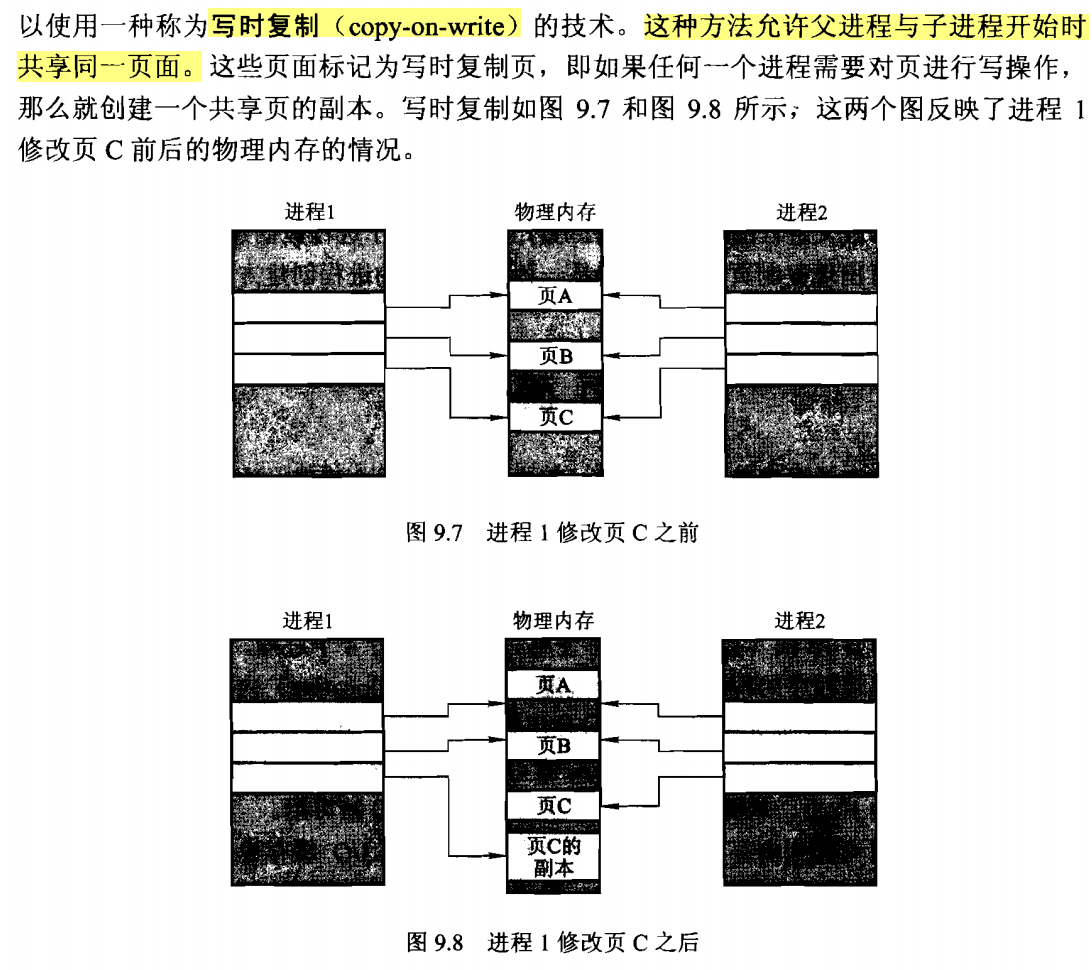 以使用一种称为写时复制（copy-on-write）的技术。这种方法允许父进程与子进程开始时
共享同一页面。这些页面标记为写时复制页，即如果任何一个进程需要对页进行写操作，
那么就创建一个共享页的副本。写时复制如图 9.7 和图 9.8 所示；这两个图反映了进程 1
修改页 C 前后的物理内存的情况。
进程1 物理内存 进程2
页A
页B
页C
图 9.7 进程 1 修改页 C 之前
进程1 物理内存 进程2
页A
页B
页C
页C的
副本
图 9.8 进程 1 修改页 C 之后